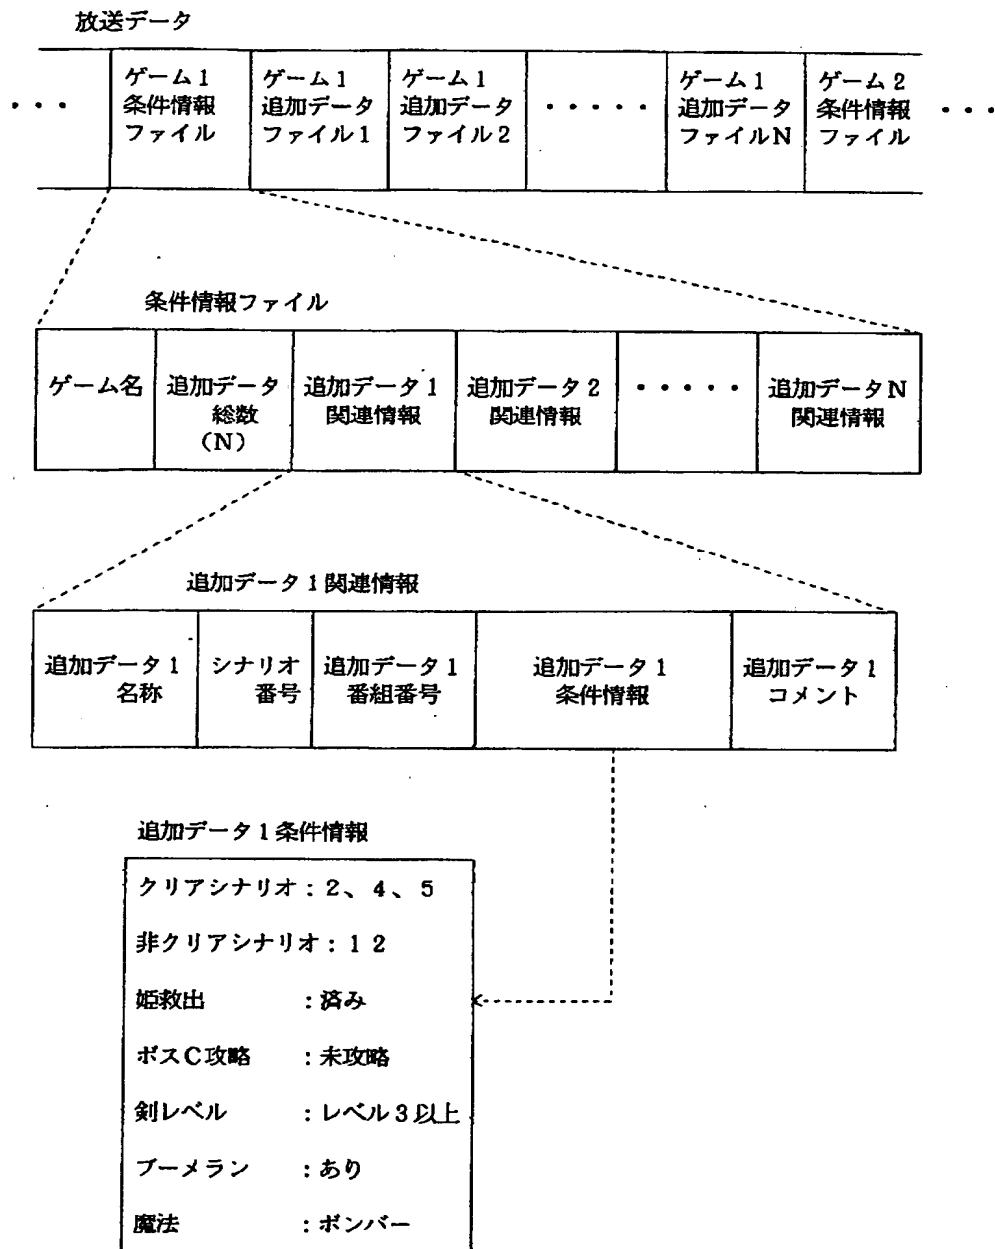 放送データ
・・・
ゲーム1
条件情報
ファイル
ゲーム1
追加データ
ファイル1
ゲーム1
追加データ
ファイル2
・・・・・
ゲーム1
追加データ
ファイルN
ゲーム2
条件情報
ファイル
・・・
条件情報ファイル
ゲーム名
追加データ
総数
(N)
追加データ1
関連情報
追加データ2
関連情報
・・・・・
追加データN
関連情報
追加データ1関連情報
追加データ1
名称
シナリオ
番号
追加データ1
番組番号
追加データ1
条件情報
追加データ1
コメント
追加データ1条件情報
クリアシナリオ:2、4、5
非クリアシナリオ:12
姫救出 :済み
ボスC攻略 :未攻略
剣レベル :レベル3以上
ブーメラン :あり
魔法 :ボンバー